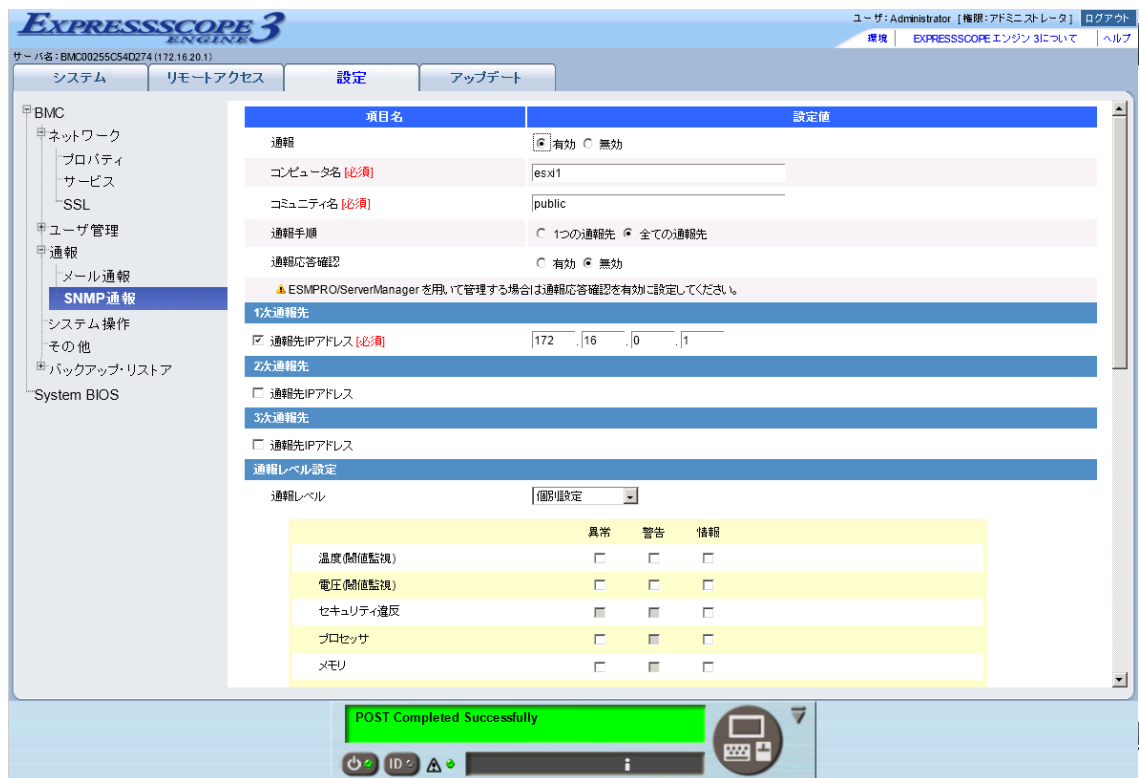 EXPRESSSCOPE
ENGINE 3
ユーザ:Administrator [権限:アドミニストレータ] ログアウト
環境 EXPRESSSCOPEエンジン3について ヘルプ
サーバ名:BMC00255C54D274 (172.16.20.1)
システム リモートアクセス 設定 アップデート
BMC
ネットワーク
プロパティ
サービス
SSL
ユーザ管理
通報
メール通報
SNMP通報
システム操作
その他
バックアップ・リストア
System BIOS
項目名 設定値
通報 有効 無効
コンピュータ名 [必須] esxi1
コミュニティ名 [必須] public
通報手順 1つの通報先 全ての通報先
通報応答確認 有効 無効
ESMPRO/ServerManager を用いて管理する場合は通報応答確認を有効に設定してください。
1次通報先
通報先IPアドレス [必須] 172 . 16 . 0 . 1
2次通報先
通報先IPアドレス
3次通報先
通報先IPアドレス
通報レベル設定
通報レベル 個別設定
異常 警告 情報
温度(閾値監視)
電圧(閾値監視)
セキュリティ違反
プロセッサ
メモリ
POST Completed Successfully
ID